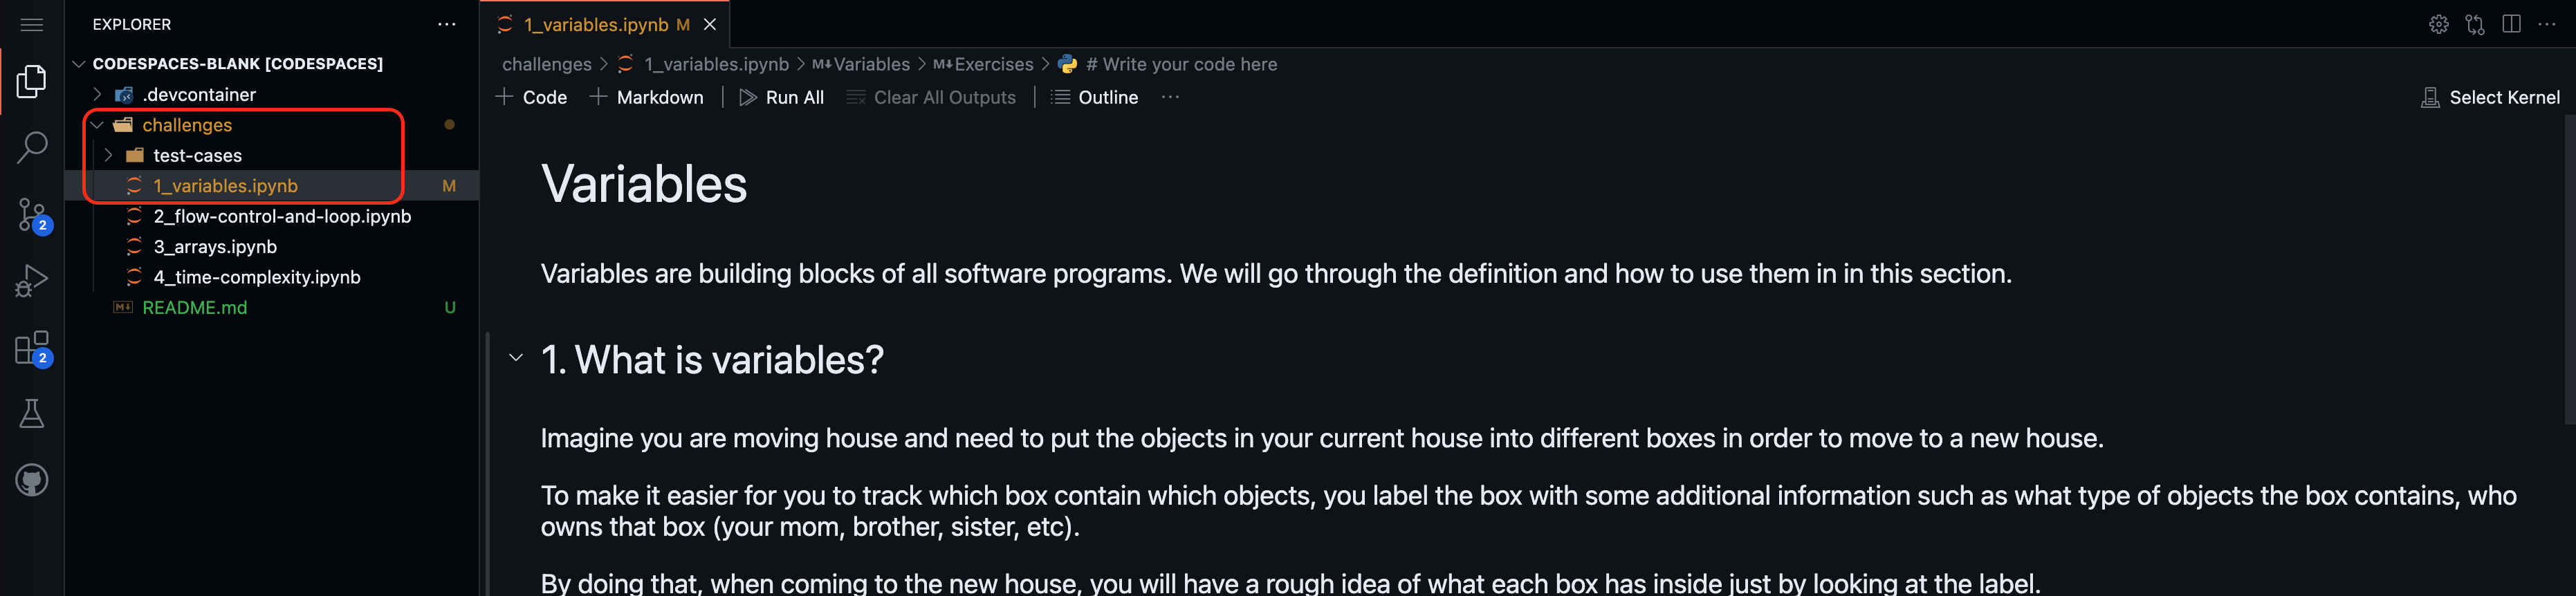 EXPLORER
CODESPACES-BLANK [CODESPACES]
.devcontainer
challenges
test-cases
1_variables.ipynb M
2_flow-control-and-loop.ipynb
3_arrays.ipynb
4_time-complexity.ipynb
README.md U
2
2
1_variables.ipynb M
challenges > 1_variables.ipynb > M↓Variables > M↓Exercises > # Write your code here
+ Code + Markdown | Run All Clear All Outputs | Outline ...
Select Kernel
Variables
Variables are building blocks of all software programs. We will go through the definition and how to use them in in this section.
1. What is variables?
Imagine you are moving house and need to put the objects in your current house into different boxes in order to move to a new house.
To make it easier for you to track which box contain which objects, you label the box with some additional information such as what type of objects the box contains, who
owns that box (your mom, brother, sister, etc).
By doing that, when coming to the new house, you will have a rough idea of what each box has inside just by looking at the label.